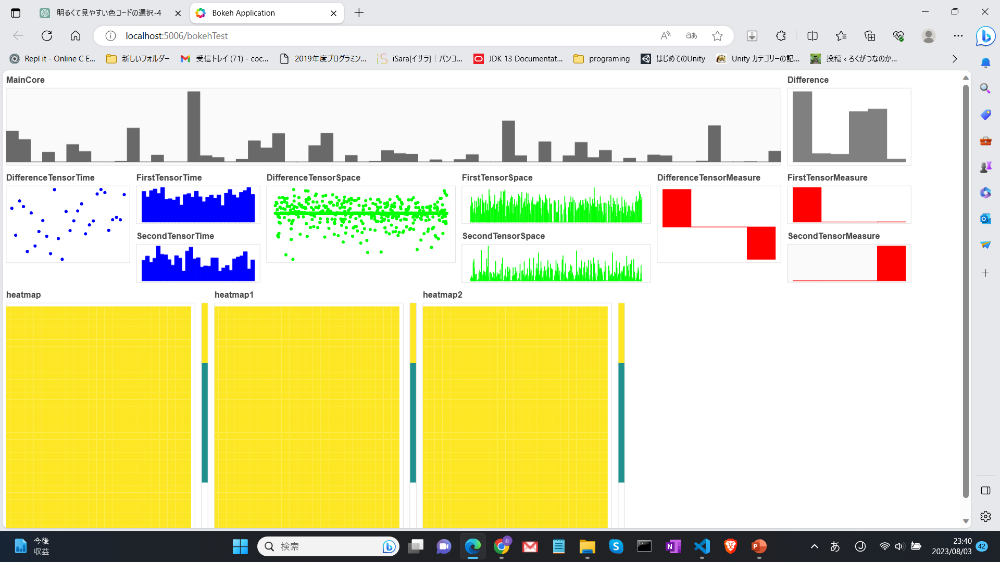 明るくて見やすい色コードの選択-4
Bokeh Application
localhost:5006/bokehTest
Repl it - Online C E...
新しいフォルダー
受信トレイ (71) - coc...
2019年度プログラミン...
iSara[イサラ]｜バンコ...
JDK 13 Documentat...
programing
はじめてのUnity
Unity カテゴリーの記...
投稿 ‹ ろくがつなのか...
MainCore
Difference
DifferenceTensorTime
FirstTensorTime
DifferenceTensorSpace
FirstTensorSpace
DifferenceTensorMeasure
FirstTensorMeasure
SecondTensorTime
SecondTensorSpace
SecondTensorMeasure
heatmap
heatmap1
heatmap2
今後
収益
検索
あ
23:40
2023/08/03
42